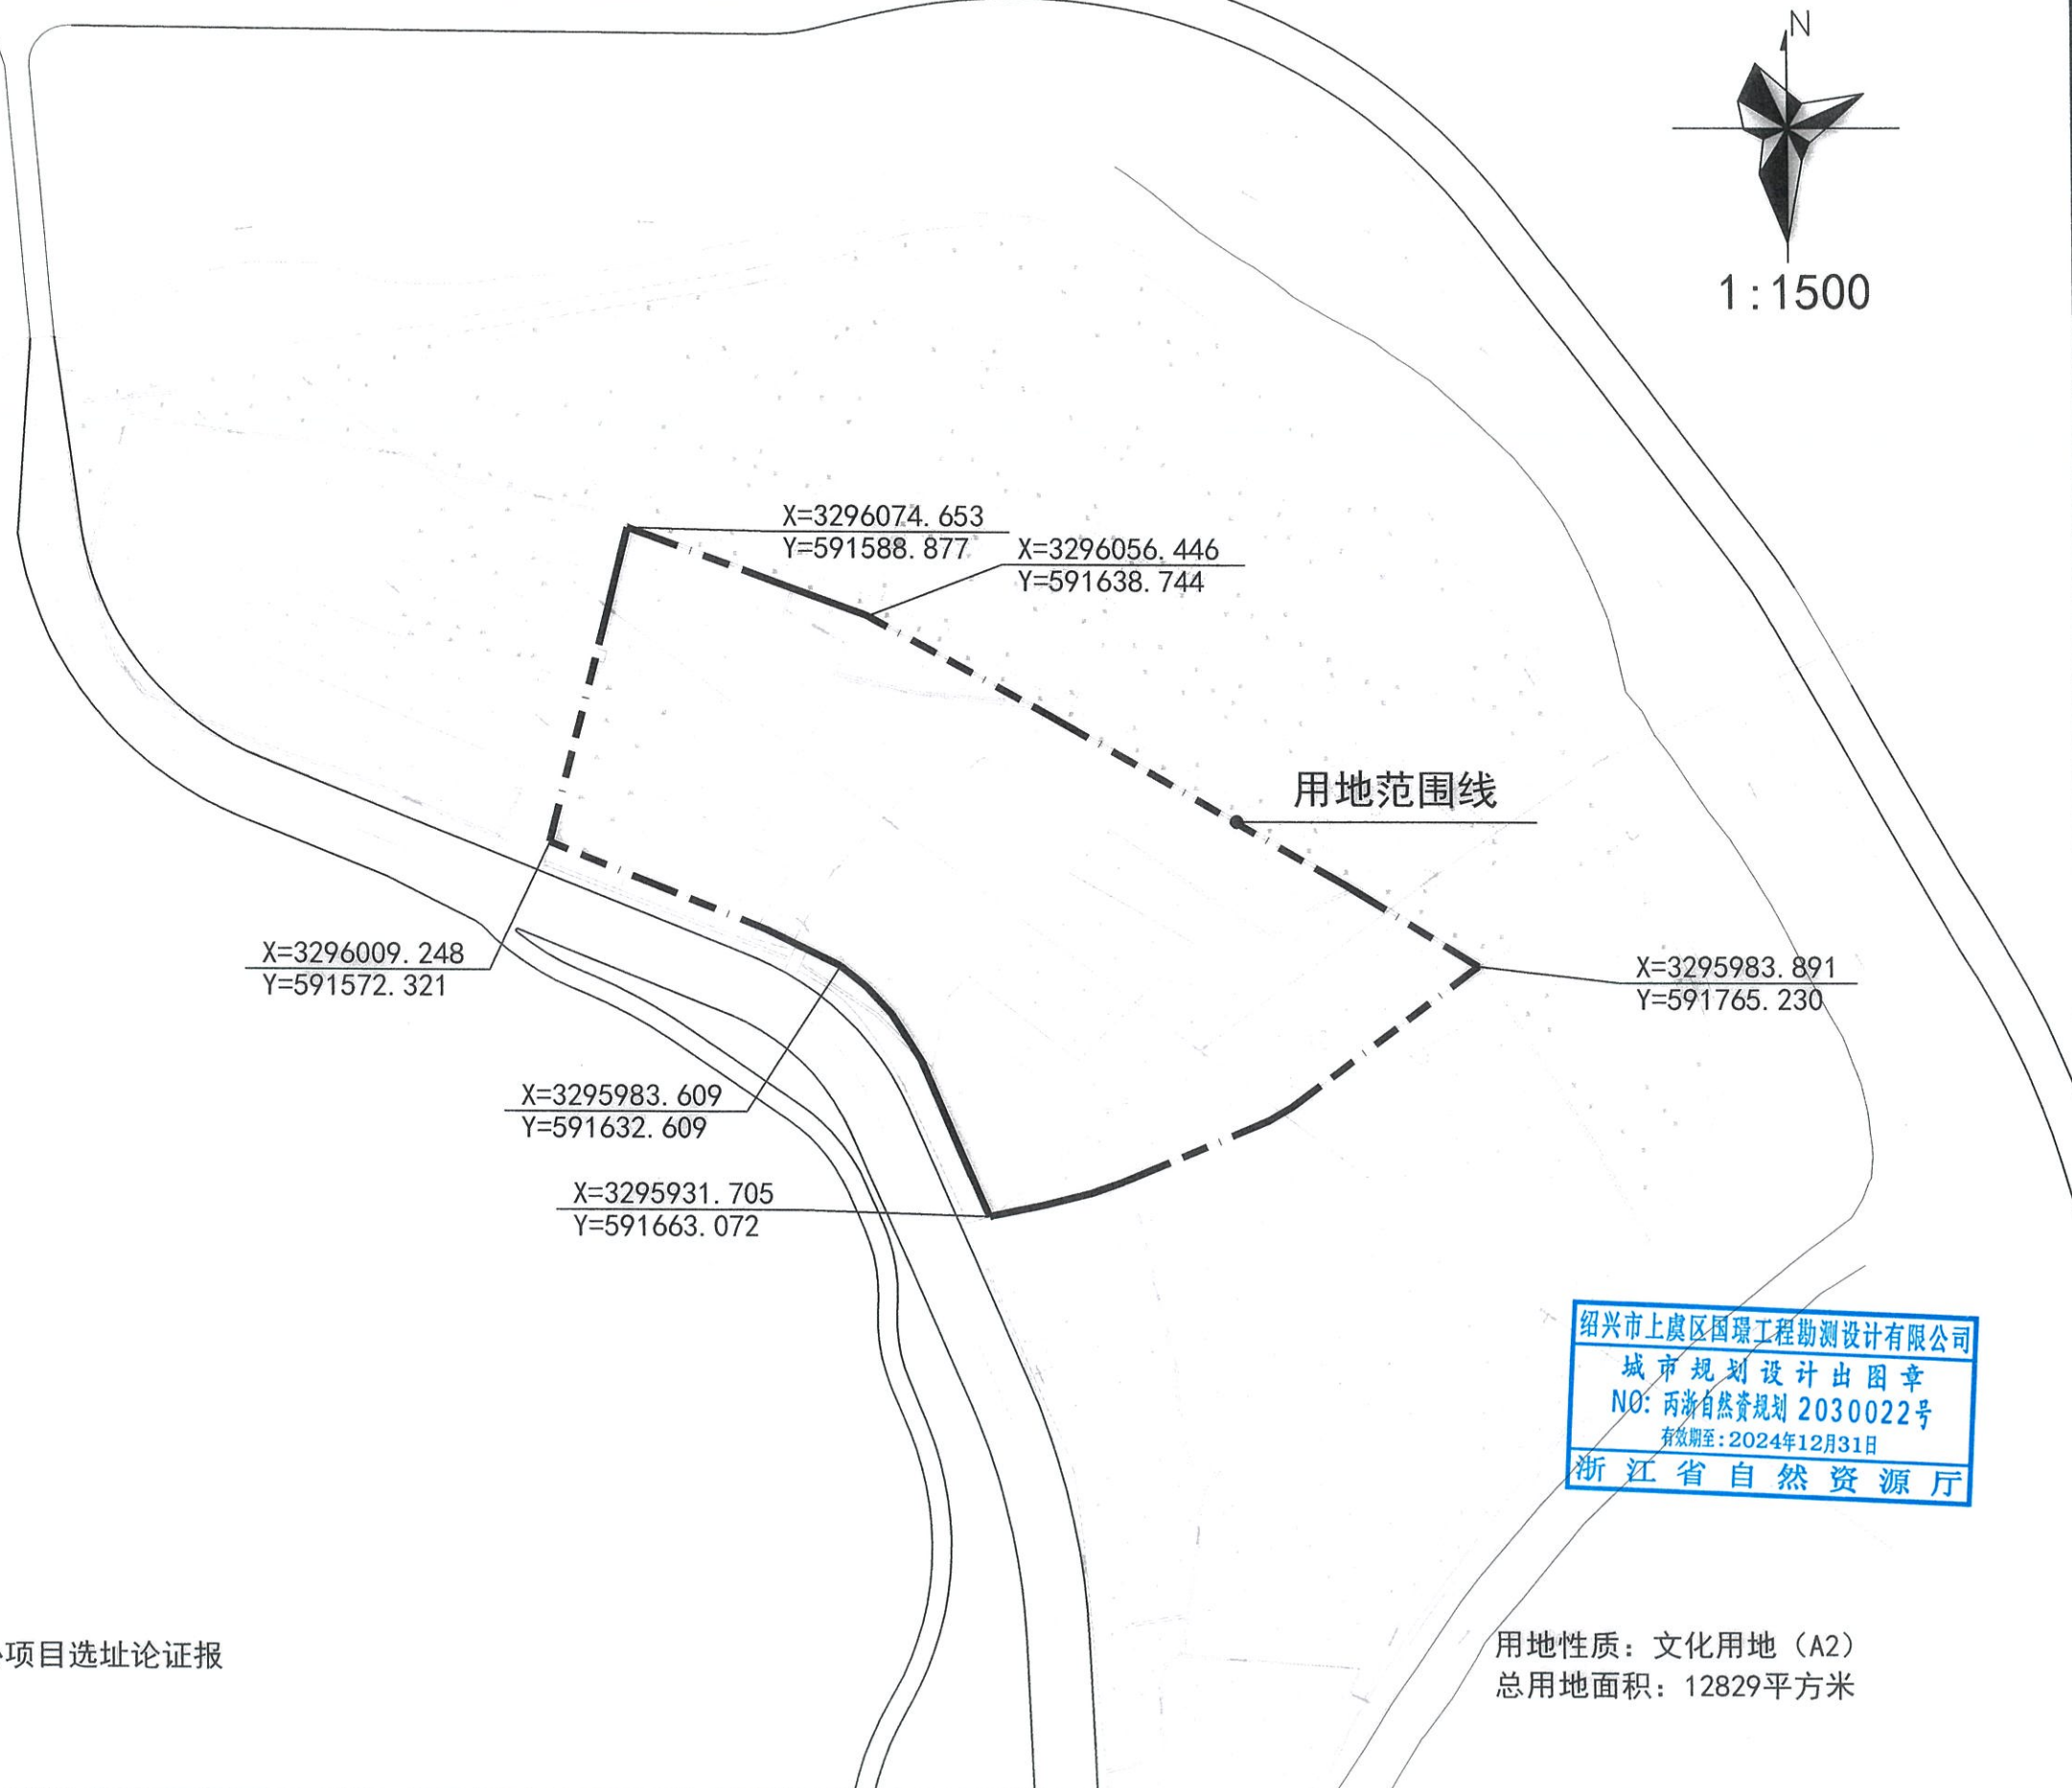 N
1:1500
X=3296074.653
Y=591588.877
X=3296056.446
Y=591638.744
用地范围线
X=3296009.248
Y=591572.321
X=3295983.891
Y=591765.230
X=3295983.609
Y=591632.609
X=3295931.705
Y=591663.072
绍兴市上虞区国璟工程勘测设计有限公司
城市规划设计出图章
NO: 丙浙自然资规划 2030022号
有效期至:2024年12月31日
浙江省自然资源厅
项目选址论证报
用地性质：文化用地（A2）
总用地面积：12829平方米